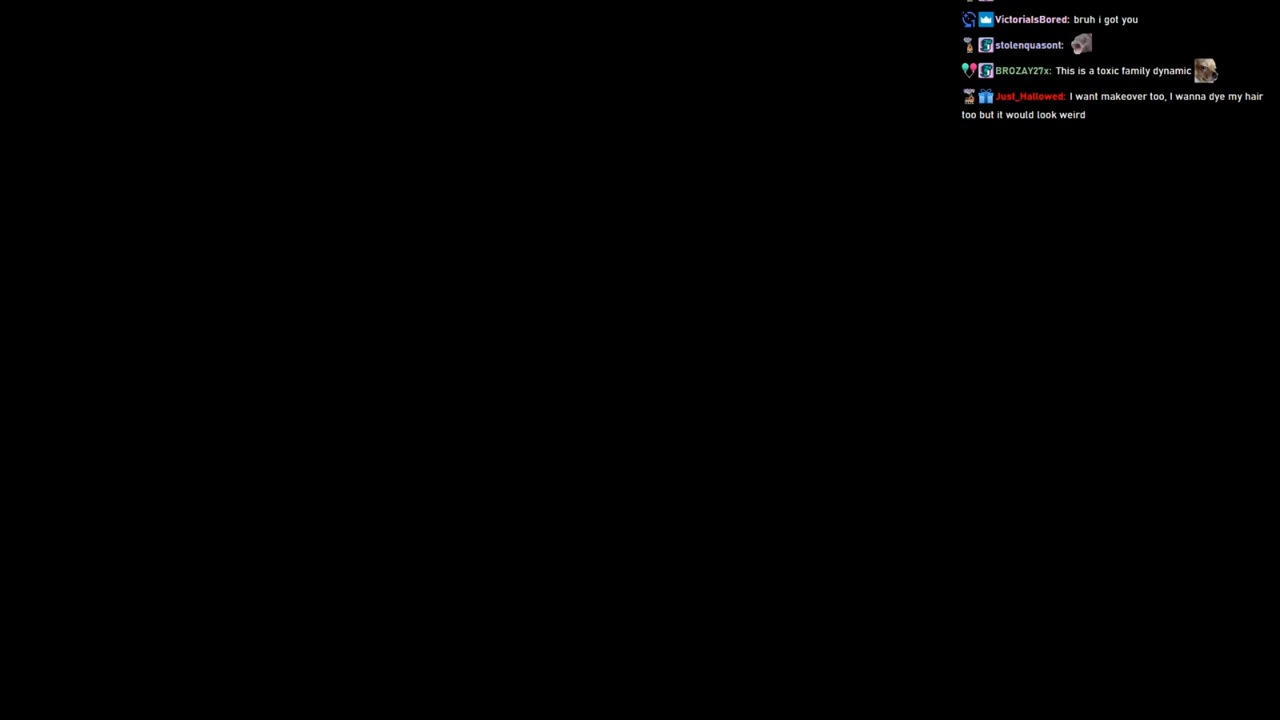 VictoriaIsBored: bruh i got you
stolenquasont:
BROZAY27x: This is a toxic family dynamic
Just_Hallowed: I want makeover too, I wanna dye my hair
too but it would look weird